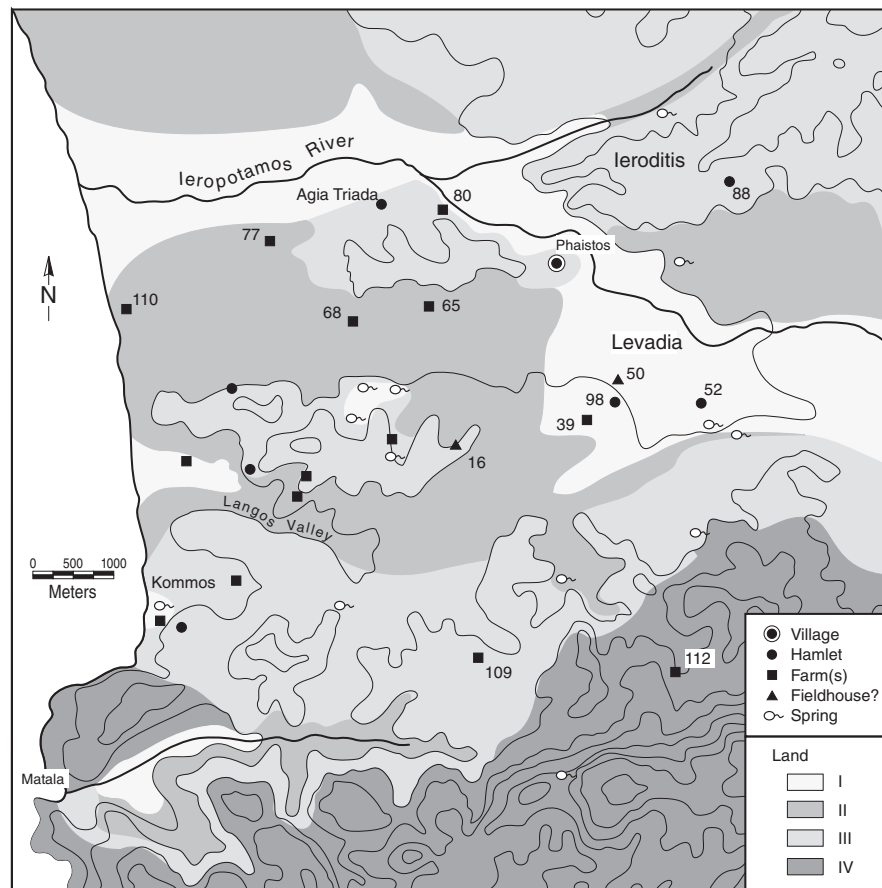 Ieropotamos River
Ieroditis
Agia Triada
80
88
77
Phaistos
N
110
68
65
Levadia
50
98
52
39
16
Langos Valley
0 500 1000
Meters
Kommos
109
112
Matala
Village
Hamlet
Farm(s)
Fieldhouse?
Spring
Land
I
II
III
IV